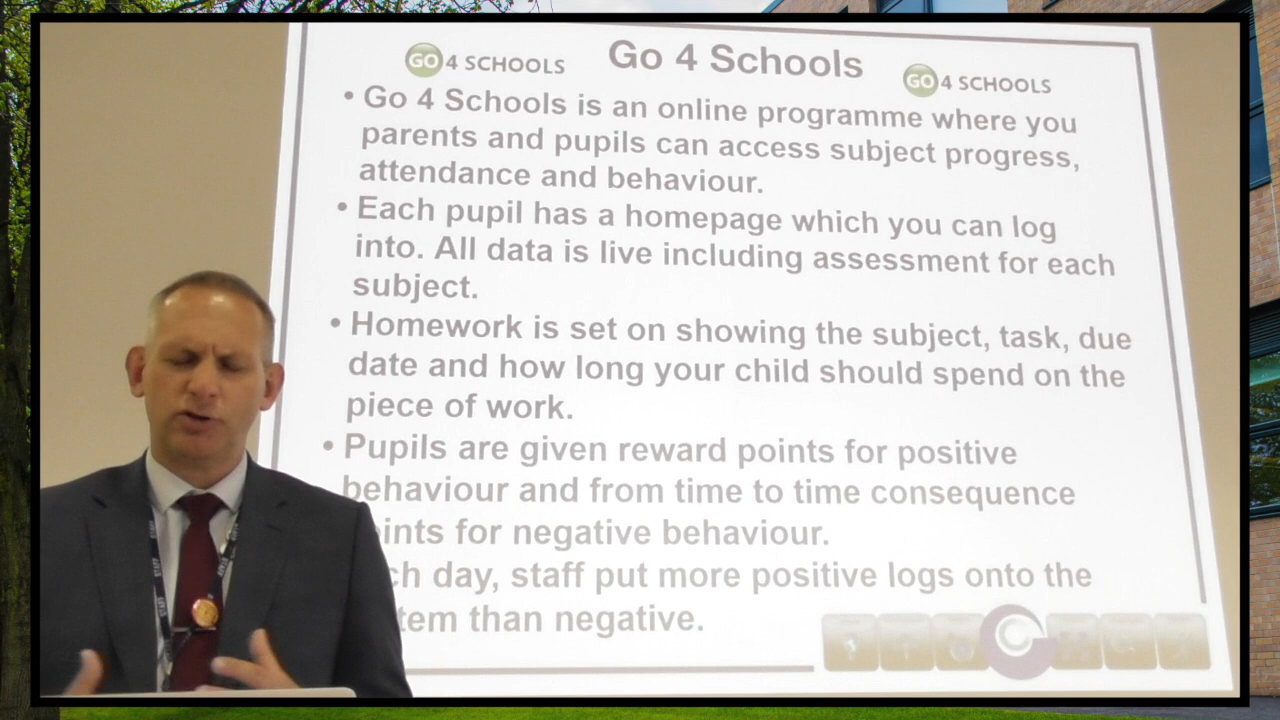 GO 4 SCHOOLS
Go 4 Schools
GO 4 SCHOOLS
• Go 4 Schools is an online programme where you
parents and pupils can access subject progress,
attendance and behaviour.
• Each pupil has a homepage which you can log
into. All data is live including assessment for each
subject.
• Homework is set on showing the subject, task, due
date and how long your child should spend on the
piece of work.
• Pupils are given reward points for positive
behaviour and from time to time consequence
ints for negative behaviour.
ch day, staff put more positive logs onto the
tem than negative.
STAFF